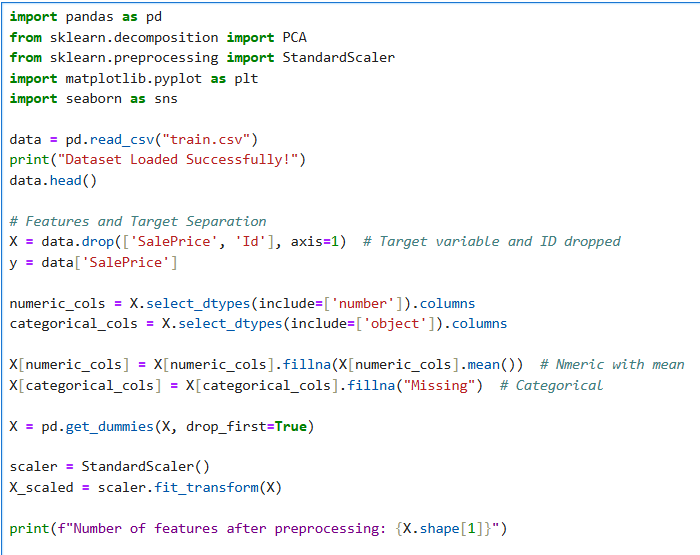 import pandas as pd
from sklearn.decomposition import PCA
from sklearn.preprocessing import StandardScaler
import matplotlib.pyplot as plt
import seaborn as sns
data = pd.read_csv("train.csv")
print("Dataset Loaded Successfully!")
data.head()
# Features and Target Separation
X = data.drop(['SalePrice', 'Id'], axis=1)  # Target variable and ID dropped
y = data['SalePrice']
numeric_cols = X.select_dtypes(include=['number']).columns
categorical_cols = X.select_dtypes(include=['object']).columns
X[numeric_cols] = X[numeric_cols].fillna(X[numeric_cols].mean())  # Nmeric with mean
X[categorical_cols] = X[categorical_cols].fillna("Missing")  # Categorical
X = pd.get_dummies(X, drop_first=True)
scaler = StandardScaler()
X_scaled = scaler.fit_transform(X)
print(f"Number of features after preprocessing: {X.shape[1]}")